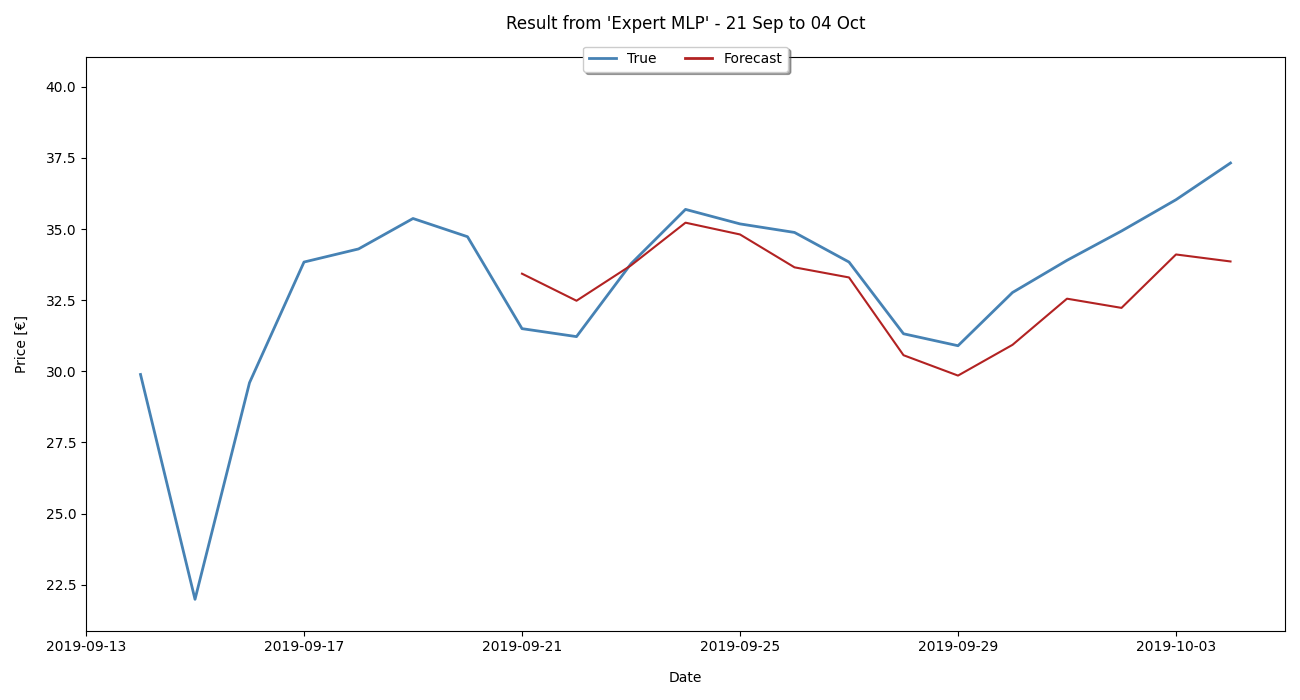 Result from 'Expert MLP' - 21 Sep to 04 Oct
True Forecast
40.0
37.5
35.0
32.5
30.0
27.5
25.0
22.5
Price [€]
2019-09-13 2019-09-17 2019-09-21 2019-09-25 2019-09-29 2019-10-03
Date